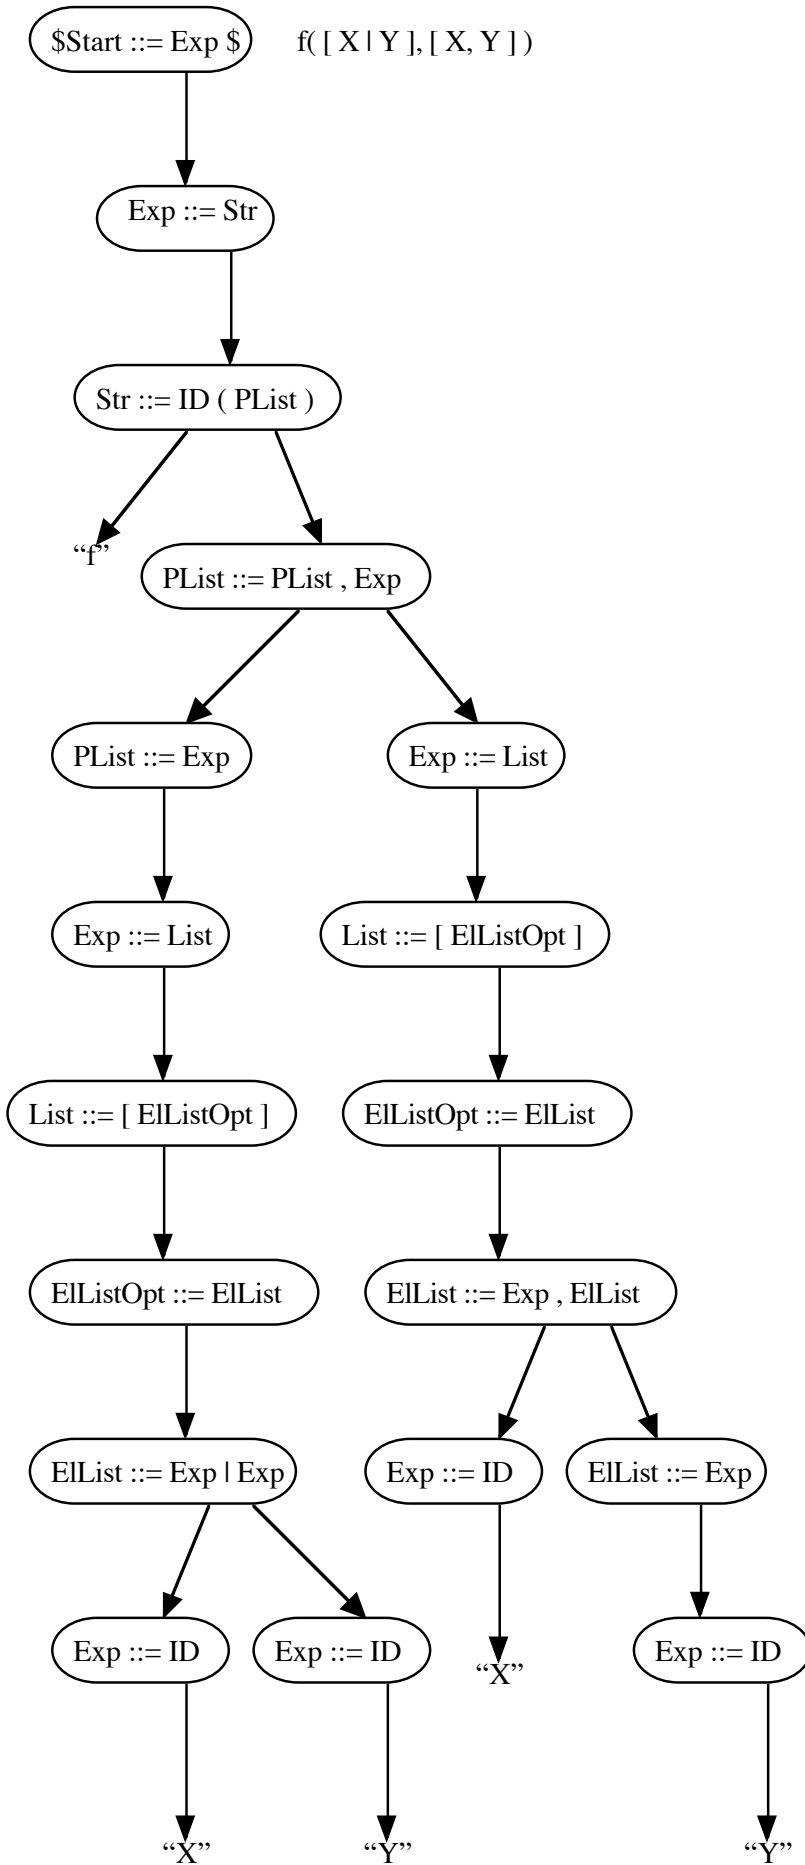 $Start ::= Exp $ f( [ X | Y ], [ X, Y ] )
Exp ::= Str
Str ::= ID ( PList )
“f”
PList ::= PList , Exp
PList ::= Exp Exp ::= List
Exp ::= List List ::= [ ElListOpt ]
List ::= [ ElListOpt ] ElListOpt ::= ElList
ElListOpt ::= ElList ElList ::= Exp , ElList
ElList ::= Exp | Exp Exp ::= ID ElList ::= Exp
Exp ::= ID Exp ::= ID Exp ::= ID
“X”
“X” “Y” “Y”